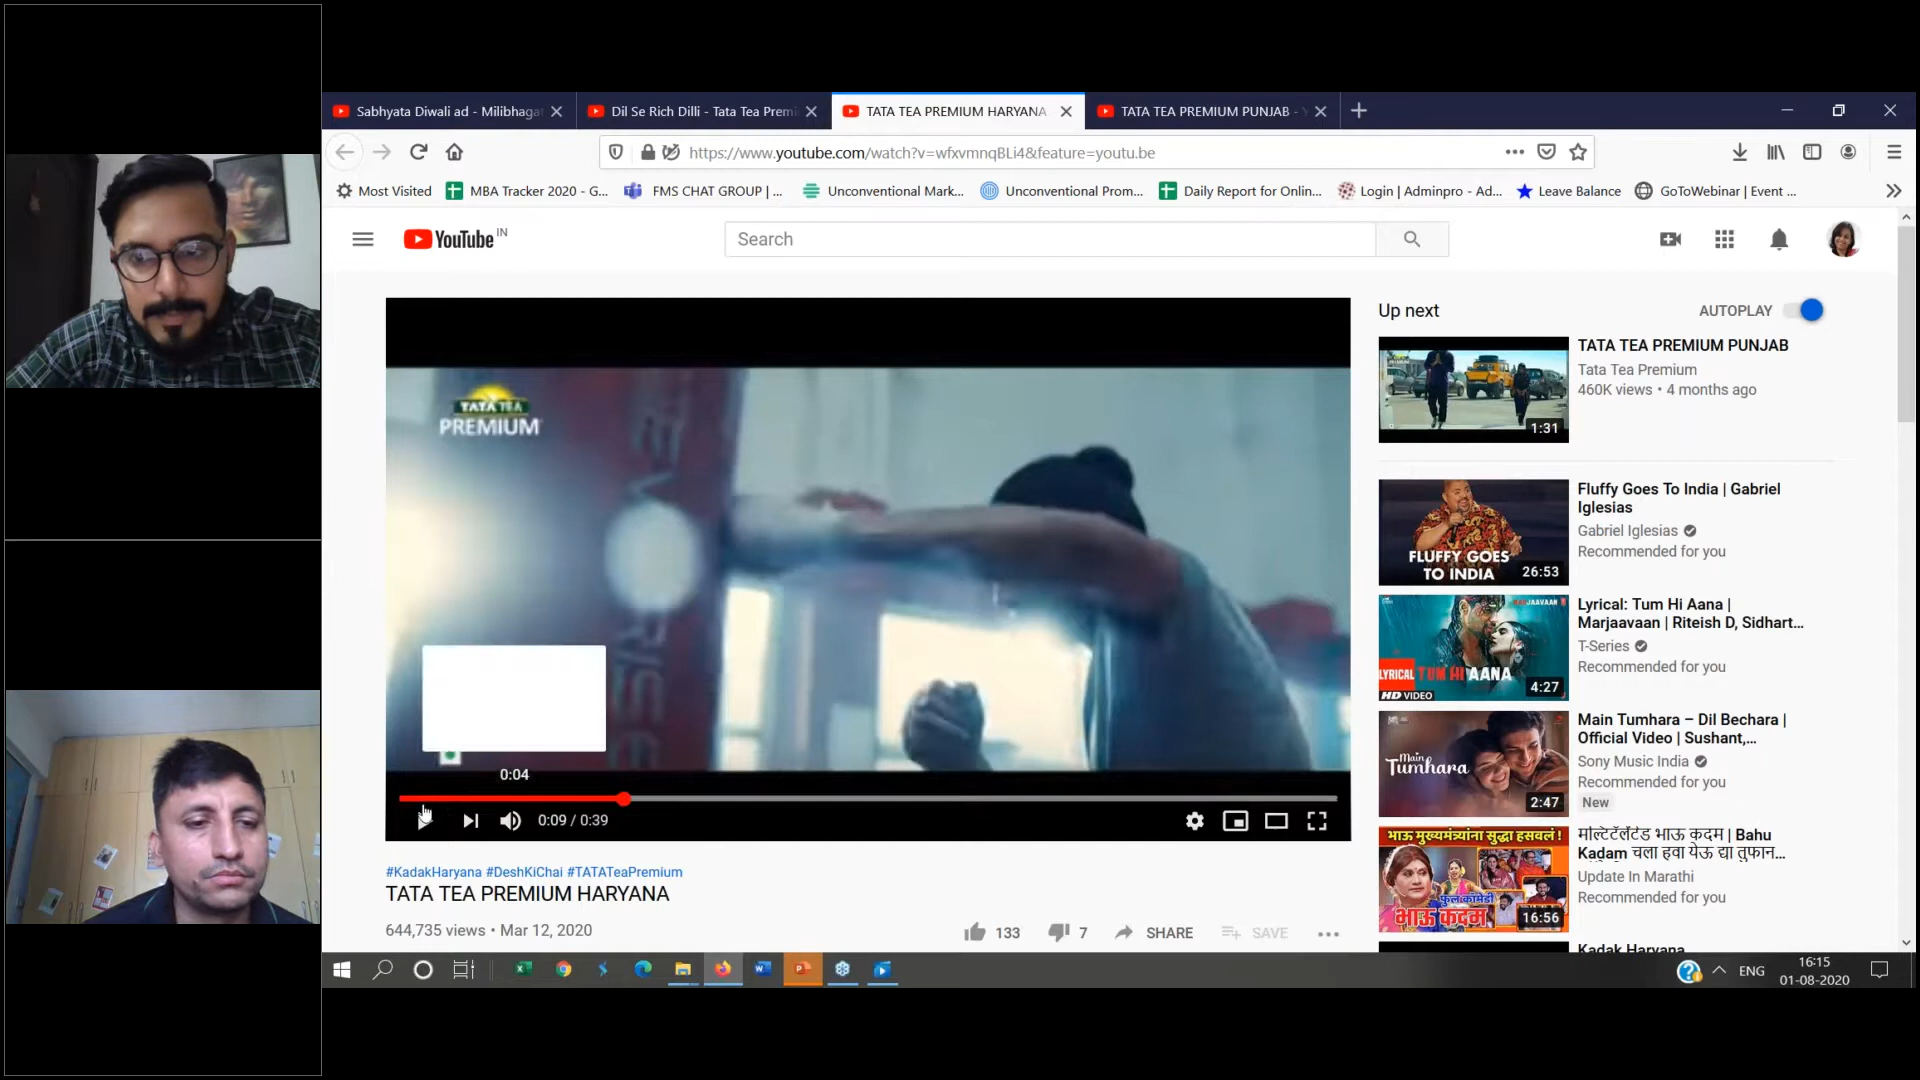 Sabhyata Diwali ad - Milibhagat
Dil Se Rich Dilli - Tata Tea Premi
TATA TEA PREMIUM HARYANA
TATA TEA PREMIUM PUNJAB - Y
https://www.youtube.com/watch?v=wfxvmnqBLi4&feature=youtu.be
Most Visited
MBA Tracker 2020 - G...
FMS CHAT GROUP | ...
Unconventional Mark...
Unconventional Prom...
Daily Report for Onlin...
Login | Adminpro - Ad...
Leave Balance
GoToWebinar | Event ...
YouTube IN
Search
TATA TEA
PREMIUM
0:04
0:09 / 0:39
#KadakHaryana #DeshKiChai #TATATeaPremium
TATA TEA PREMIUM HARYANA
644,735 views • Mar 12, 2020
133
7
SHARE
SAVE
Up next
AUTOPLAY
1:31
TATA TEA PREMIUM PUNJAB
Tata Tea Premium
460K views • 4 months ago
FLUFFY GOES
TO INDIA
26:53
Fluffy Goes To India | Gabriel
Iglesias
Gabriel Iglesias
Recommended for you
LYRICAL TUM HI AANA
HD VIDEO
4:27
Lyrical: Tum Hi Aana |
Marjaavaan | Riteish D, Sidhart...
T-Series
Recommended for you
Main
Tumhara
2:47
Main Tumhara – Dil Bechara |
Official Video | Sushant,...
Sony Music India
Recommended for you
New
भाऊ मुख्यमंत्र्यांना सुद्धा हसवलं !
फुल कॉमेडी
भाऊ कदम
16:56
मल्टिटॅलेंटेड भाऊ कदम | Bahu
Kadam चला हवा येऊ द्या तुफान...
Update In Marathi
Recommended for you
Kadak Haryana
ENG
16:15
01-08-2020